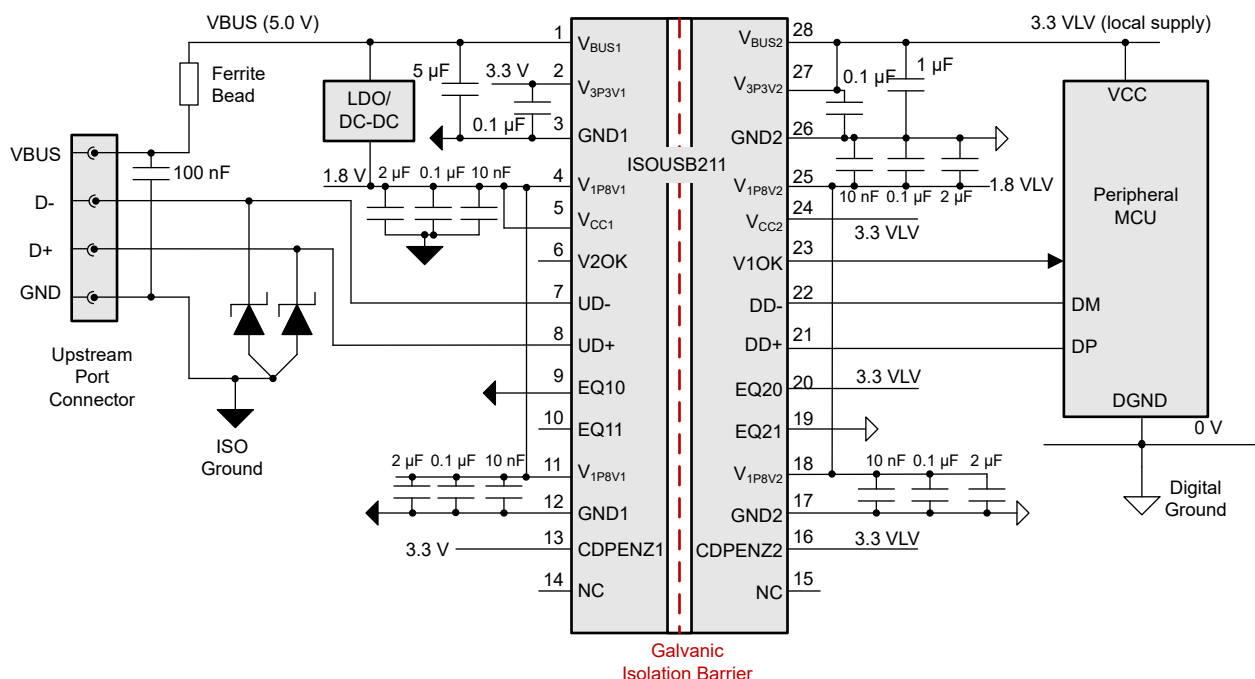 VBUS (5.0 V)
Ferrite
Bead
VBUS
D-
D+
GND
100 nF
Upstream
Port
Connector
ISO
Ground
LDO/
DC-DC
5 µF
3.3 V
0.1 µF
1.8 V
2 µF
0.1 µF
10 nF
2 µF
0.1 µF
10 nF
3.3 V
1
2
3
4
5
6
7
8
9
10
11
12
13
14
VBUS1
V3P3V1
GND1
V1P8V1
VCC1
V2OK
UD-
UD+
EQ10
EQ11
V1P8V1
GND1
CDPENZ1
NC
ISOUSB211
Galvanic
Isolation Barrier
VBUS2
V3P3V2
GND2
V1P8V2
VCC2
V1OK
DD-
DD+
EQ20
EQ21
V1P8V2
GND2
CDPENZ2
NC
28
27
26
25
24
23
22
21
20
19
18
17
16
15
3.3 VLV (local supply)
0.1 µF
1 µF
10 nF
0.1 µF
2 µF
1.8 VLV
3.3 VLV
3.3 VLV
10 nF
0.1 µF
2 µF
3.3 VLV
VCC
Peripheral
MCU
DM
DP
DGND
0 V
Digital
Ground